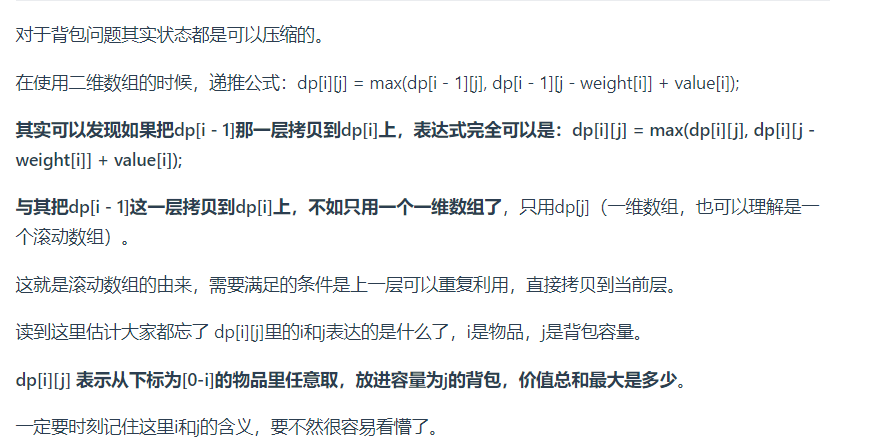 对于背包问题其实状态都是可以压缩的。
在使用二维数组的时候，递推公式：dp[i][j] = max(dp[i - 1][j], dp[i - 1][j - weight[i]] + value[i]);
其实可以发现如果把dp[i - 1]那一层拷贝到dp[i]上，表达式完全可以是：dp[i][j] = max(dp[i][j], dp[i][j -
weight[i]] + value[i]);
与其把dp[i - 1]这一层拷贝到dp[i]上，不如只用一个一维数组了，只用dp[j]（一维数组，也可以理解是一
个滚动数组）。
这就是滚动数组的由来，需要满足的条件是上一层可以重复利用，直接拷贝到当前层。
读到这里估计大家都忘了 dp[i][j]里的i和j表达的是什么了，i是物品，j是背包容量。
dp[i][j] 表示从下标为[0-i]的物品里任意取，放进容量为j的背包，价值总和最大是多少。
一定要时刻记住这里i和j的含义，要不然很容易看懵了。